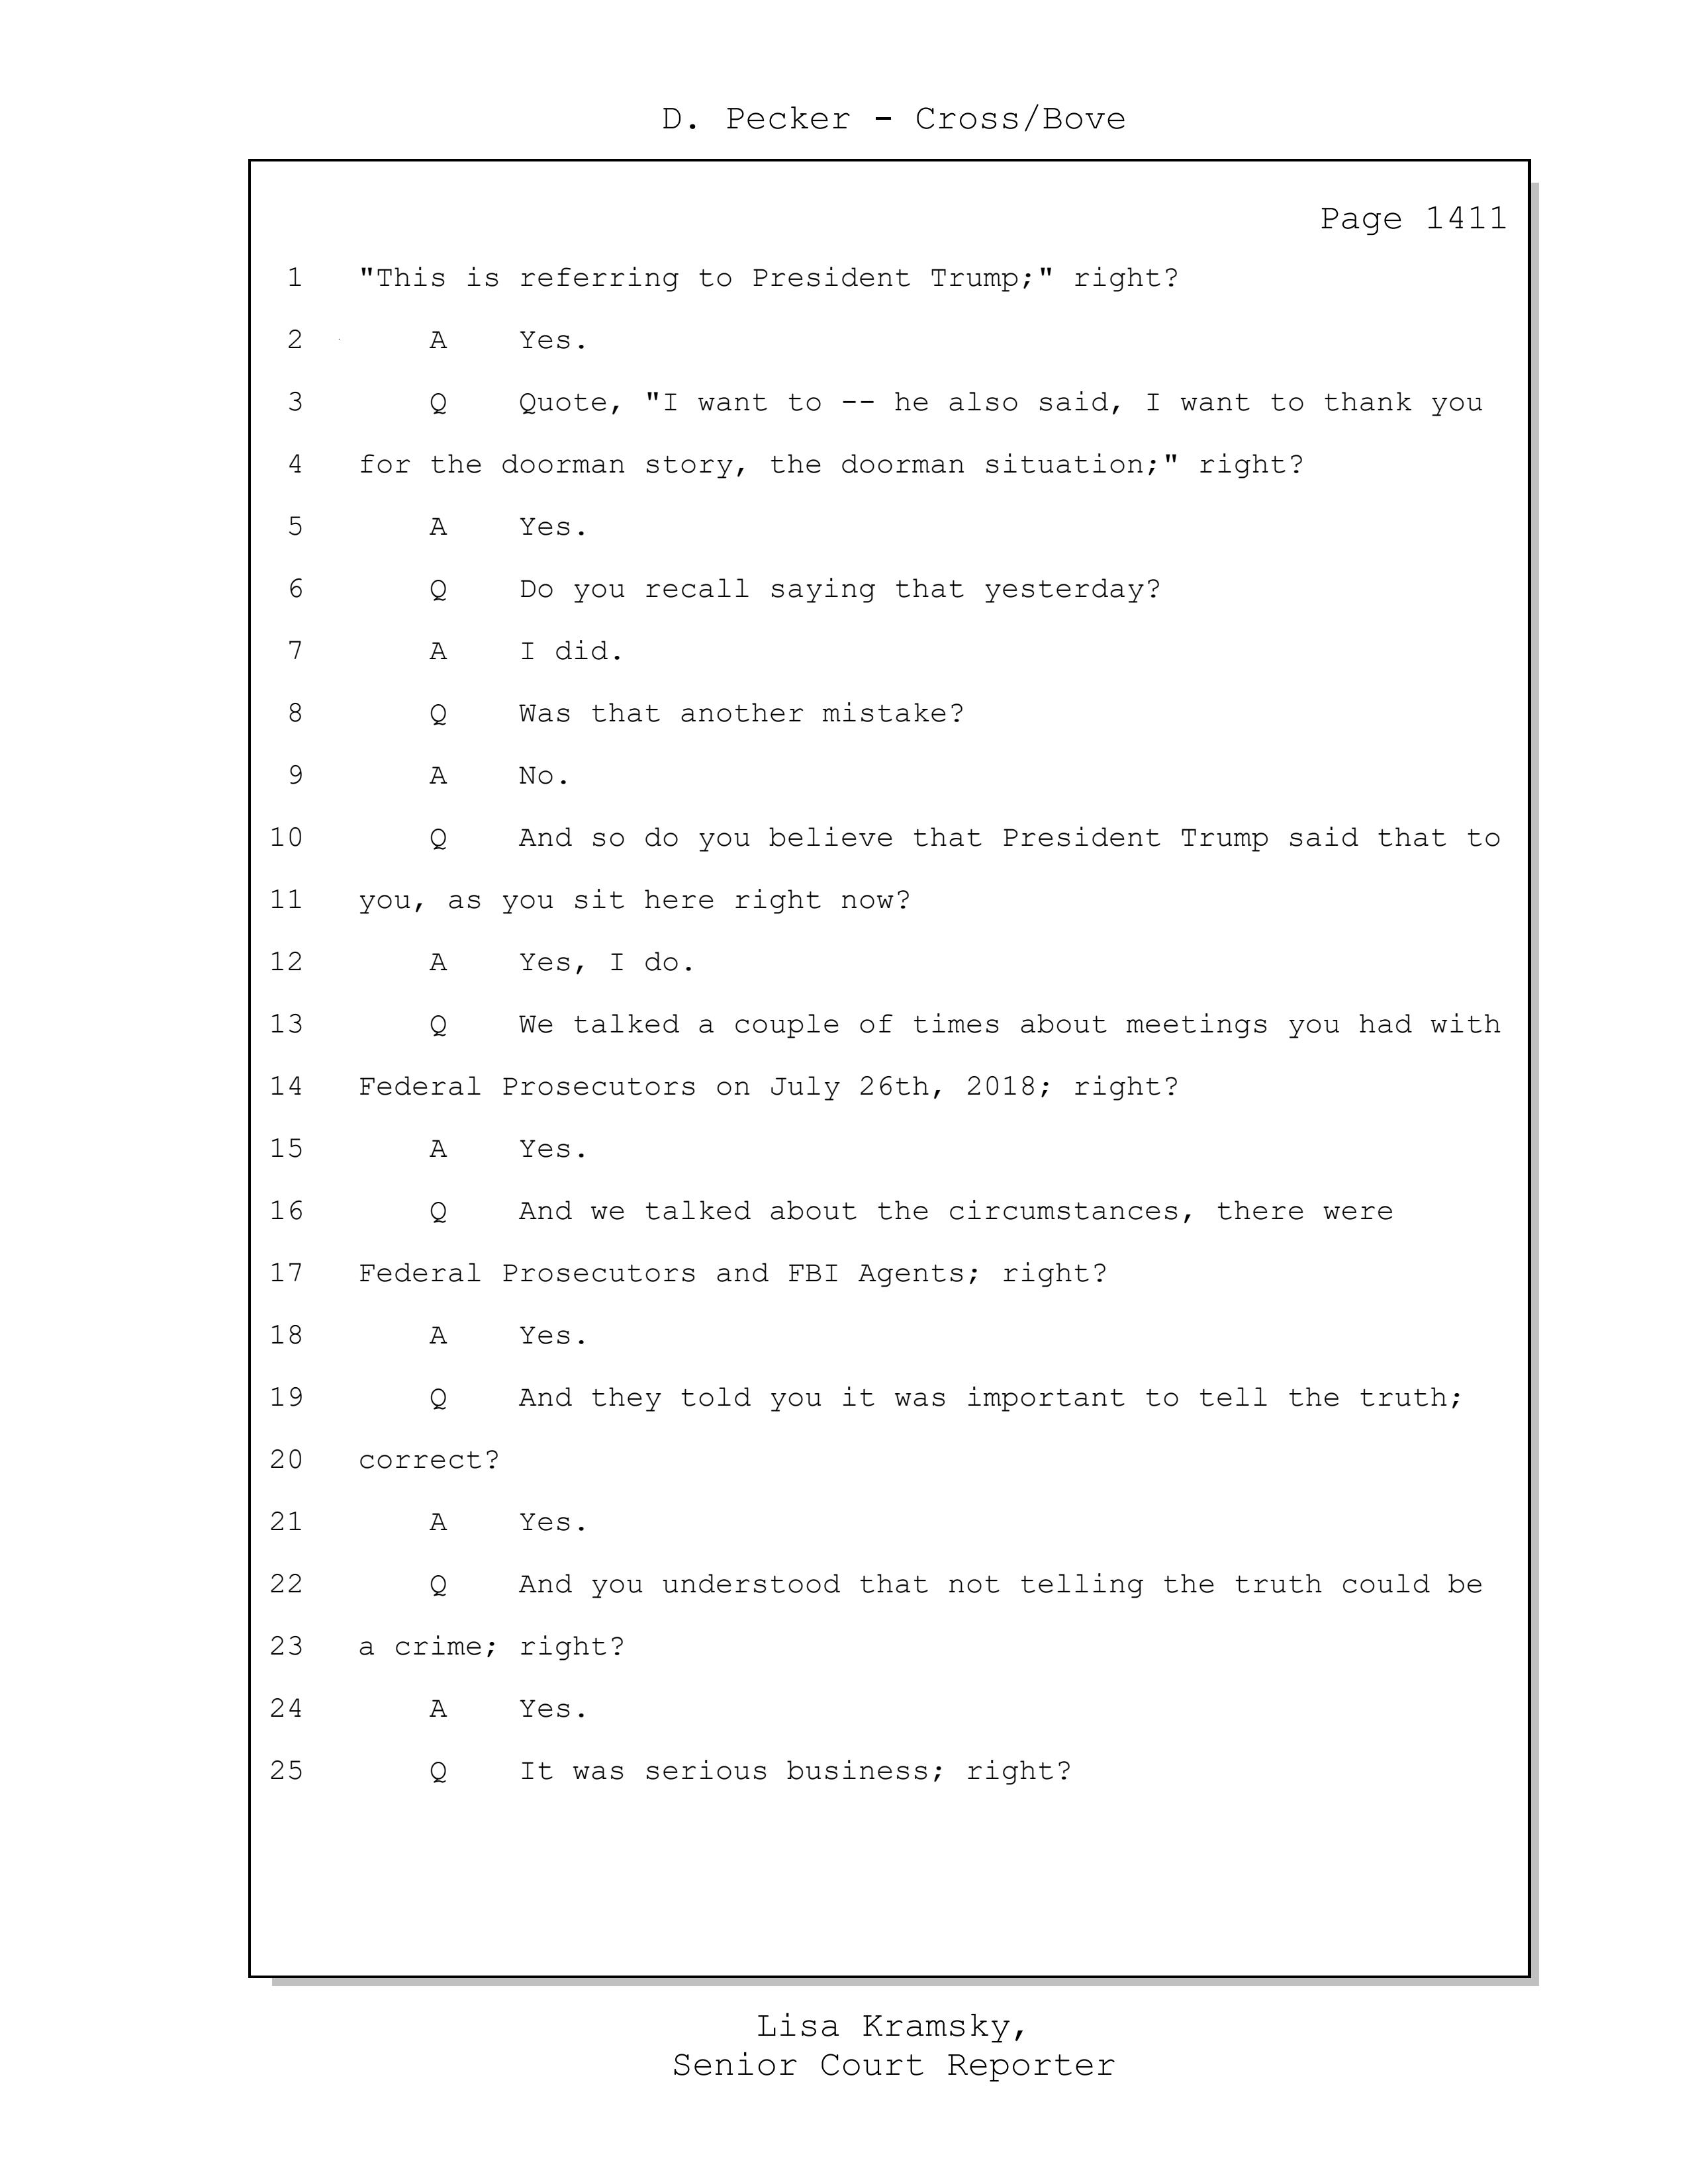 D. Pecker - Cross/Bove
Page 1411
1 "This is referring to President Trump;" right?
2 A Yes.
3 Q Quote, "I want to -- he also said, I want to thank you
4 for the doorman story, the doorman situation;" right?
5 A Yes.
6 Q Do you recall saying that yesterday?
7 A I did.
8 Q Was that another mistake?
9 A No.
10 Q And so do you believe that President Trump said that to
11 you, as you sit here right now?
12 A Yes, I do.
13 Q We talked a couple of times about meetings you had with
14 Federal Prosecutors on July 26th, 2018; right?
15 A Yes.
16 Q And we talked about the circumstances, there were
17 Federal Prosecutors and FBI Agents; right?
18 A Yes.
19 Q And they told you it was important to tell the truth;
20 correct?
21 A Yes.
22 Q And you understood that not telling the truth could be
23 a crime; right?
24 A Yes.
25 Q It was serious business; right?
Lisa Kramsky,
Senior Court Reporter